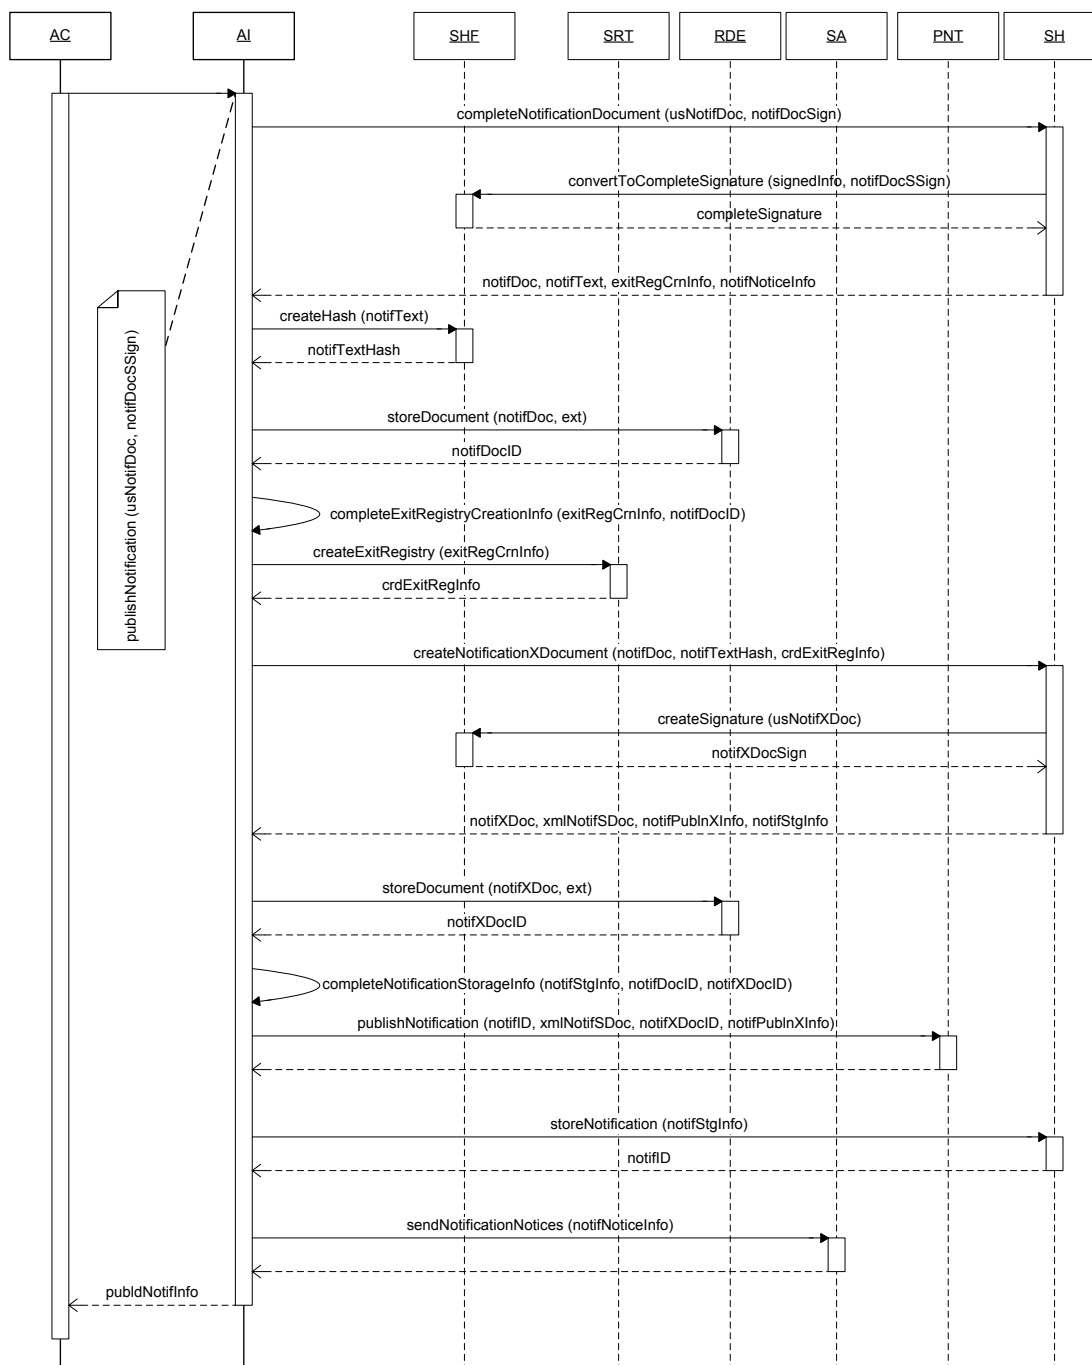 AC
AI
SHF
SRT
RDE
SA
PNT
SH
completeNotificationDocument (usNotifDoc, notifDocSign)
convertToCompleteSignature (signedInfo, notifDocSSign)
completeSignature
notifDoc, notifText, exitRegCrnInfo, notifNoticeInfo
publishNotification (usNotifDoc, notifDocSSign)
createHash (notifText)
notifTextHash
storeDocument (notifDoc, ext)
notifDocID
completeExitRegistryCreationInfo (exitRegCrnInfo, notifDocID)
createExitRegistry (exitRegCrnInfo)
crdExitRegInfo
createNotificationXDocument (notifDoc, notifTextHash, crdExitRegInfo)
createSignature (usNotifXDoc)
notifXDocSign
notifXDoc, xmlNotifSDoc, notifPublnXInfo, notifStgInfo
storeDocument (notifXDoc, ext)
notifXDocID
completeNotificationStorageInfo (notifStgInfo, notifDocID, notifXDocID)
publishNotification (notifID, xmlNotifSDoc, notifXDocID, notifPublnXInfo)
storeNotification (notifStgInfo)
notifID
sendNotificationNotices (notifNoticeInfo)
publdNotifInfo